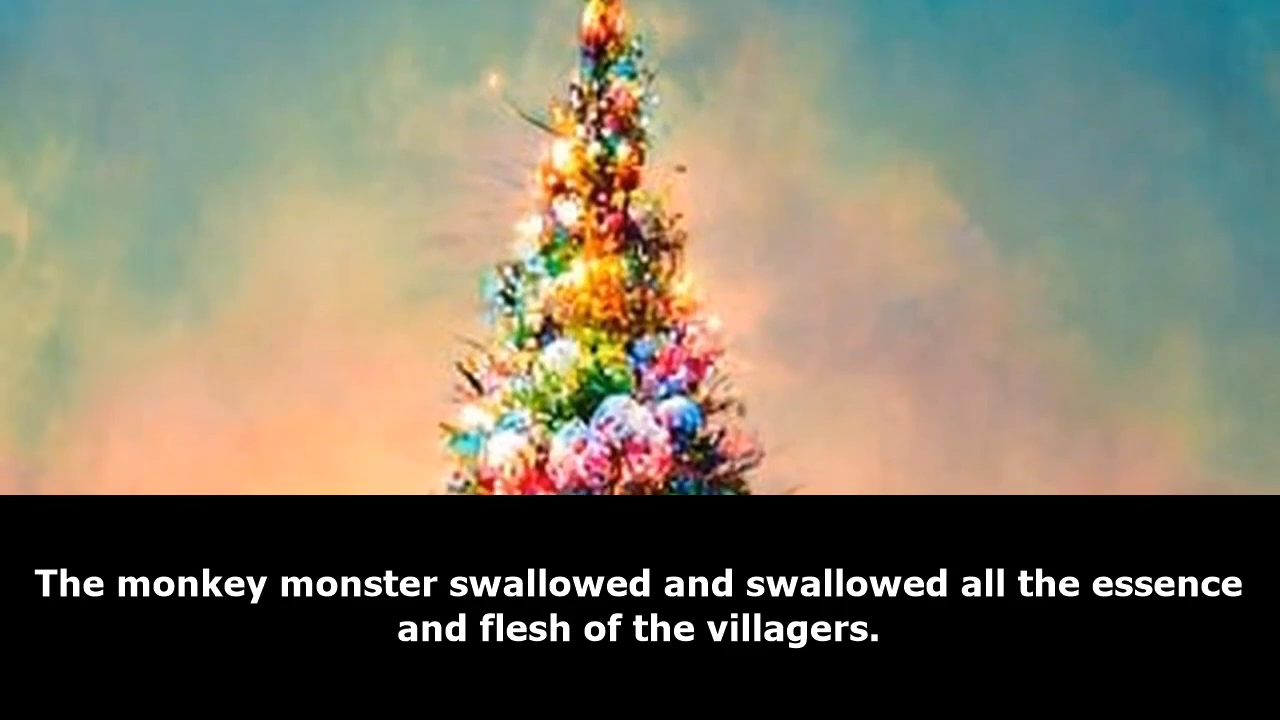 The monkey monster swallowed and swallowed all the essence
and flesh of the villagers.